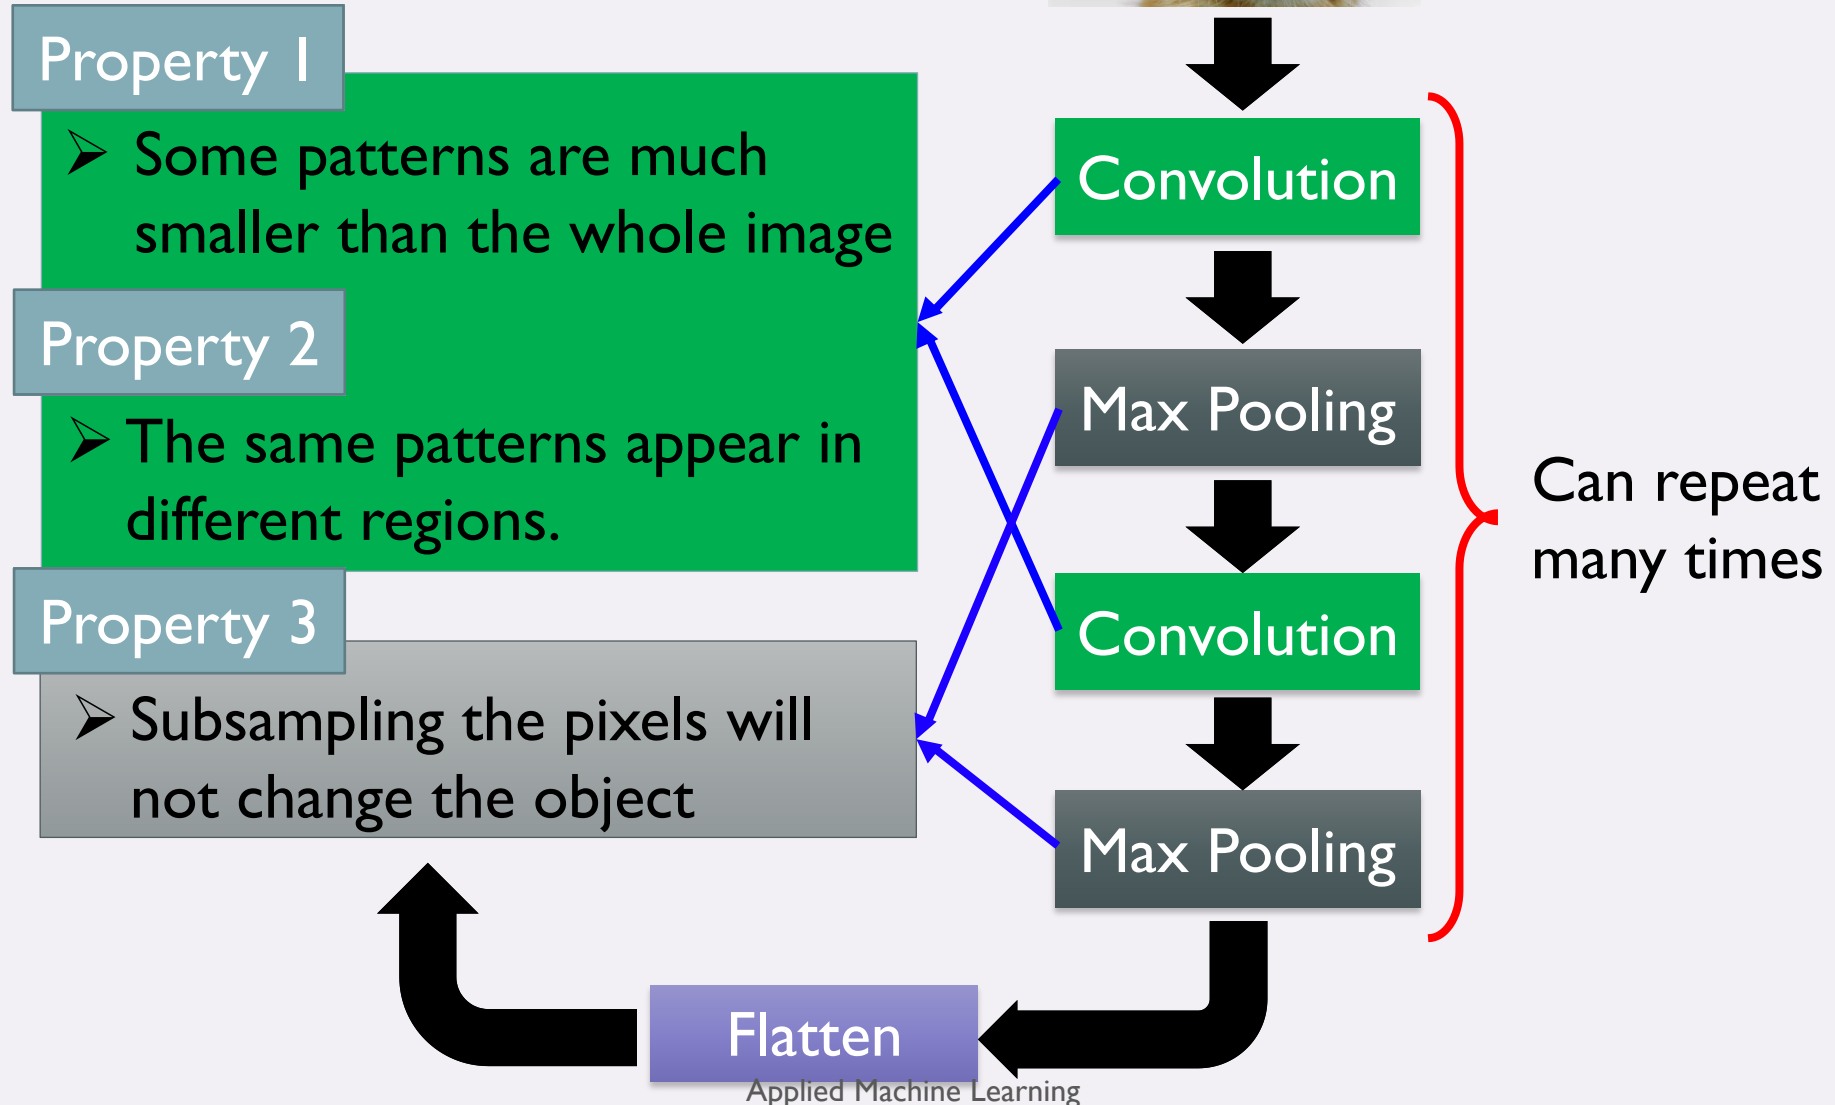 Property 1
➢ Some patterns are much
smaller than the whole image
Property 2
➢ The same patterns appear in
different regions.
Property 3
➢ Subsampling the pixels will
not change the object
Convolution
Max Pooling
Convolution
Max Pooling
Can repeat
many times
Flatten
Applied Machine Learning